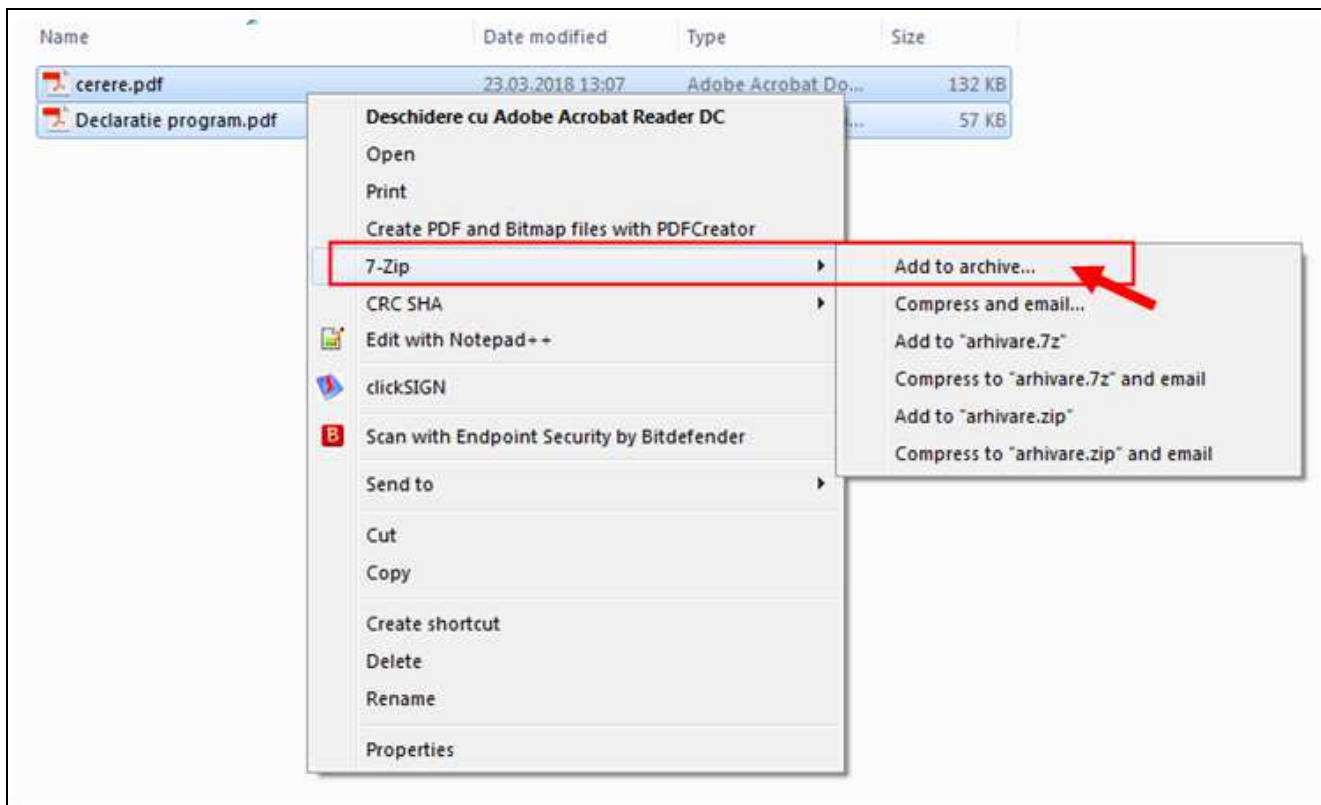 Name Date modified Type Size
cerere.pdf 23.03.2018 13:07 Adobe Acrobat Do... 132 KB
Declaratie program.pdf ... 57 KB
Deschidere cu Adobe Acrobat Reader DC
Open
Print
Create PDF and Bitmap files with PDFCreator
7-Zip
CRC SHA
Edit with Notepad++
clickSIGN
Scan with Endpoint Security by Bitdefender
Send to
Cut
Copy
Create shortcut
Delete
Rename
Properties
Add to archive...
Compress and email...
Add to "arhivare.7z"
Compress to "arhivare.7z" and email
Add to "arhivare.zip"
Compress to "arhivare.zip" and email